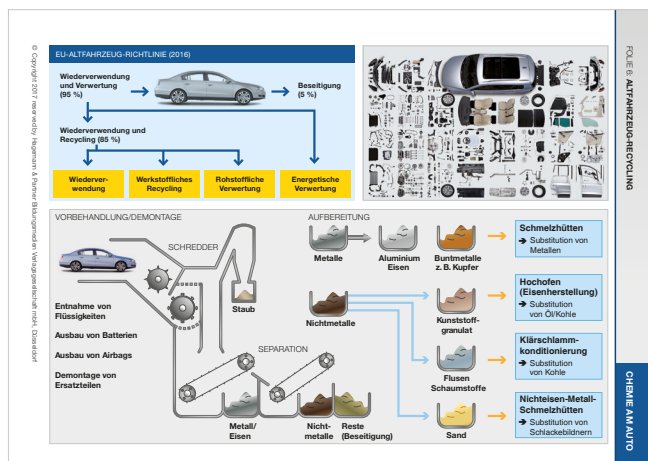 EU-ALTFAHRZEUG-RICHTLINIE (2016)
Wiederverwendung
und Verwertung
(95 %)
Beseitigung
(5 %)
Wiederverwendung und
Recycling (85 %)
Wiederver-
wendung
Werkstoffliches
Recycling
Rohstoffliche
Verwertung
Energetische
Verwertung
VORBEHANDLUNG/DEMONTAGE
SCHREDDER
Staub
Entnahme von
Flüssigkeiten
Ausbau von Batterien
Ausbau von Airbags
Demontage von
Ersatzteilen
SEPARATION
Metall/
Eisen
Nicht-
metalle
Reste
(Beseitigung)
AUFBEREITUNG
Metalle
Aluminium
Eisen
Buntmetalle
z. B. Kupfer
Nichtmetalle
Kunststoff-
granulat
Flusen
Schaumstoffe
Sand
Schmelzhütten
➔ Substitution von
Metallen
Hochofen
(Eisenherstellung)
➔ Substitution
von Öl/Kohle
Klärschlamm-
konditionierung
➔ Substitution
von Kohle
Nichteisen-Metall-
Schmelzhütten
➔ Substitution von
Schlackebildnern
FOLIE 6: ALTFAHRZEUG-RECYCLING
CHEMIE AM AUTO
© Copyright 2017 reserved by Hagemann & Partner Bildungsmedien Verlagsgesellschaft mbH, Düsseldorf